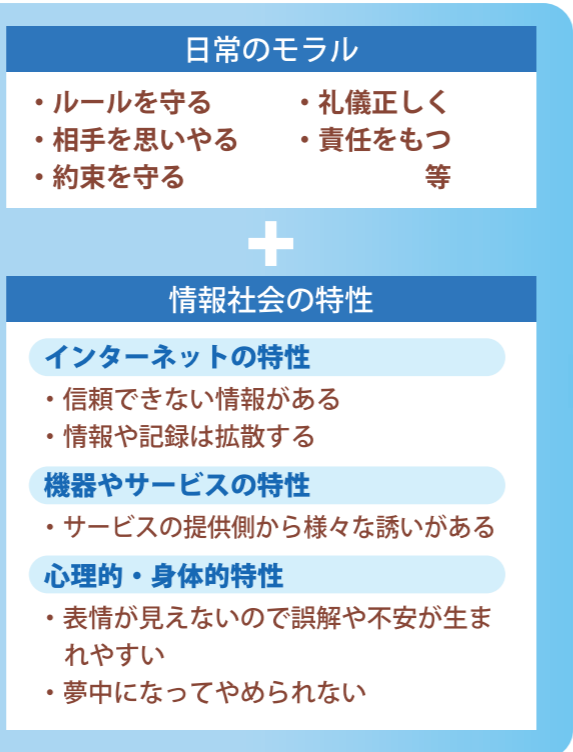 日常のモラル
・ルールを守る ・礼儀正しく
・相手を思いやる ・責任をもつ
・約束を守る 等
+
情報社会の特性
インターネットの特性
・信頼できない情報がある
・情報や記録は拡散する
機器やサービスの特性
・サービスの提供側から様々な誘いがある
心理的・身体的特性
・表情が見えないので誤解や不安が生ま
れやすい
・夢中になってやめられない